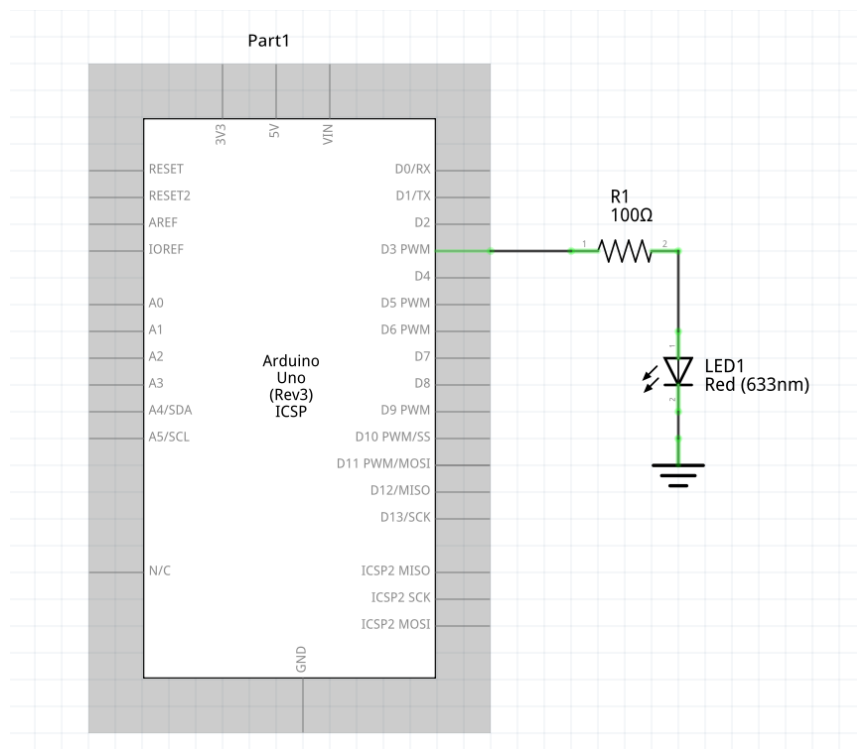 Part1
3V3
5V
VIN
RESET
RESET2
AREF
IOREF
A0
A1
A2
A3
A4/SDA
A5/SCL
N/C
Arduino
Uno
(Rev3)
ICSP
D0/RX
D1/TX
D2
D3 PWM
D4
D5 PWM
D6 PWM
D7
D8
D9 PWM
D10 PWM/SS
D11 PWM/MOSI
D12/MISO
D13/SCK
ICSP2 MISO
ICSP2 SCK
ICSP2 MOSI
GND
R1
100Ω
1
2
1
LED1
Red (633nm)
2